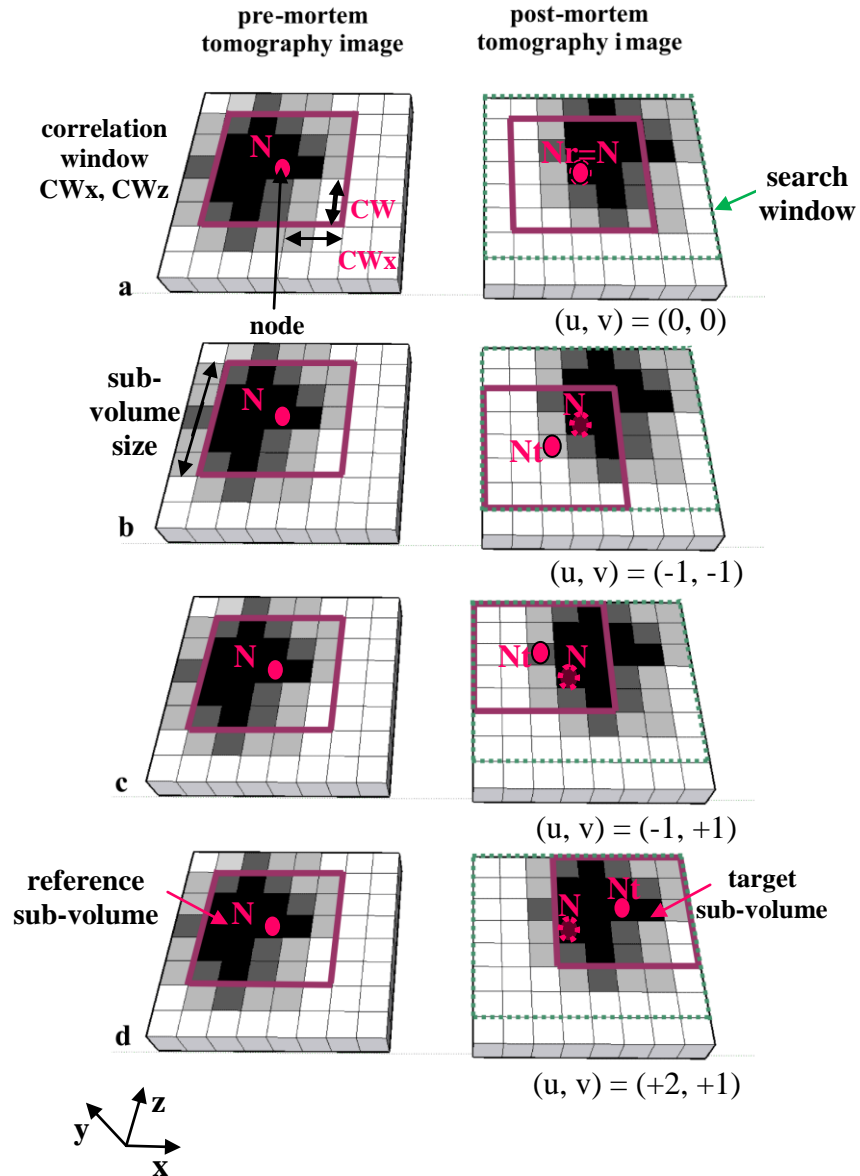 pre-mortem
tomography image
post-mortem
tomography image
correlation
window
CWx, CWz
N
CW
CWx
Nr=N
search
window
a
node
(u, v) = (0, 0)
sub-
volume
size
N
N
Nt
b
(u, v) = (-1, -1)
N
Nt
N
c
(u, v) = (-1, +1)
reference
sub-volume
N
N
Nt
target
sub-volume
d
(u, v) = (+2, +1)
z
y
x